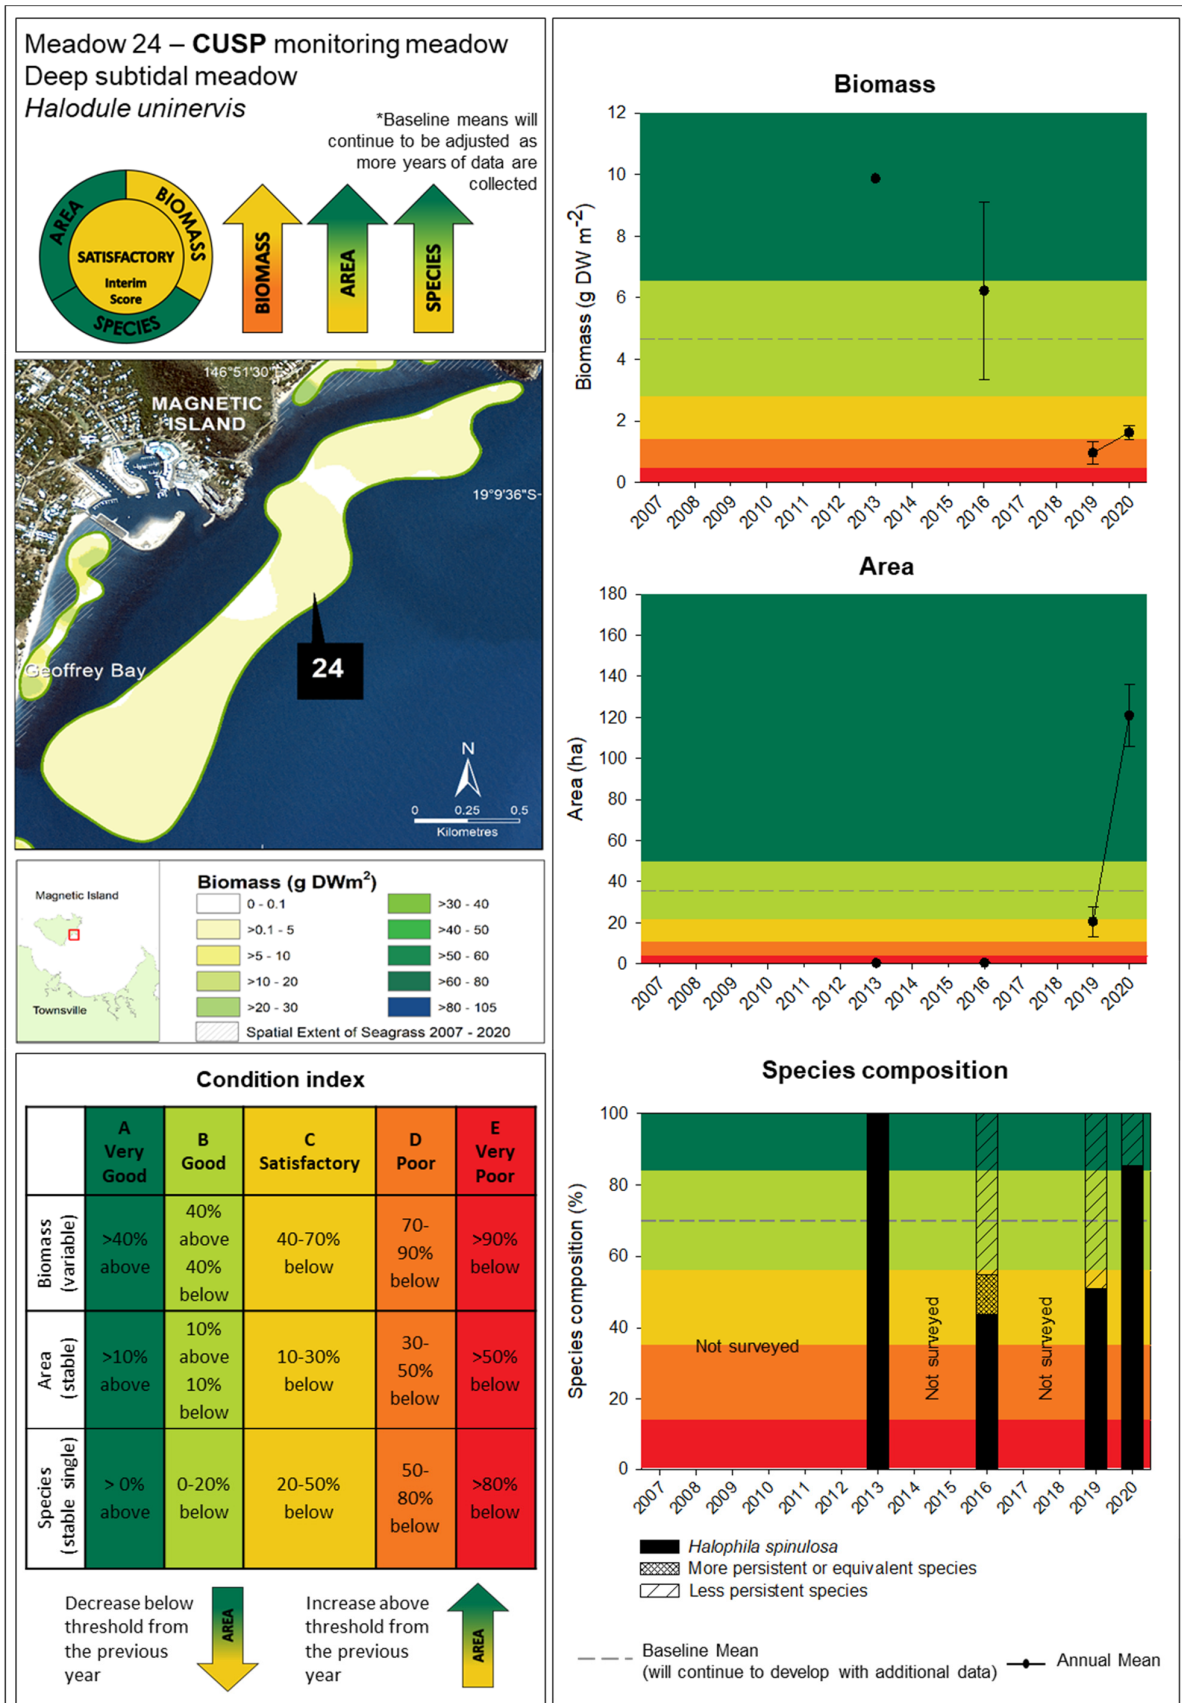 Meadow 24 – CUSP monitoring meadow
Deep subtidal meadow
Halodule uninervis
*Baseline means will
continue to be adjusted as
more years of data are
collected
AREA
BIOMASS
SATISFACTORY
Interim
Score
SPECIES
BIOMASS
AREA
SPECIES
146°51'30"E
MAGNETIC
ISLAND
19°9'36"S
Geoffrey Bay
24
N
0 0.25 0.5
Kilometres
Magnetic Island
Townsville
Biomass (g DWm2)
0 - 0.1
>0.1 - 5
>5 - 10
>10 - 20
>20 - 30
>30 - 40
>40 - 50
>50 - 60
>60 - 80
>80 - 105
Spatial Extent of Seagrass 2007 - 2020
Condition index
A Very Good
B Good
C Satisfactory
D Poor
E Very Poor
Biomass (variable)
>40% above
40% above 40% below
40-70% below
70-90% below
>90% below
Area (stable)
>10% above
10% above 10% below
10-30% below
30-50% below
>50% below
Species (stable single)
> 0% above
0-20% below
20-50% below
50-80% below
>80% below
Decrease below
threshold from
the previous
year
AREA
Increase above
threshold from
the previous
year
AREA
Biomass
Biomass (g DW m-2)
12
10
8
6
4
2
0
2007 2008 2009 2010 2011 2012 2013 2014 2015 2016 2017 2018 2019 2020
Area
Area (ha)
180
160
140
120
100
80
60
40
20
0
2007 2008 2009 2010 2011 2012 2013 2014 2015 2016 2017 2018 2019 2020
Species composition
Species composition (%)
100
80
60
40
20
0
Not surveyed
Not surveyed
Not surveyed
2007 2008 2009 2010 2011 2012 2013 2014 2015 2016 2017 2018 2019 2020
Halophila spinulosa
More persistent or equivalent species
Less persistent species
Baseline Mean
(will continue to develop with additional data)
Annual Mean